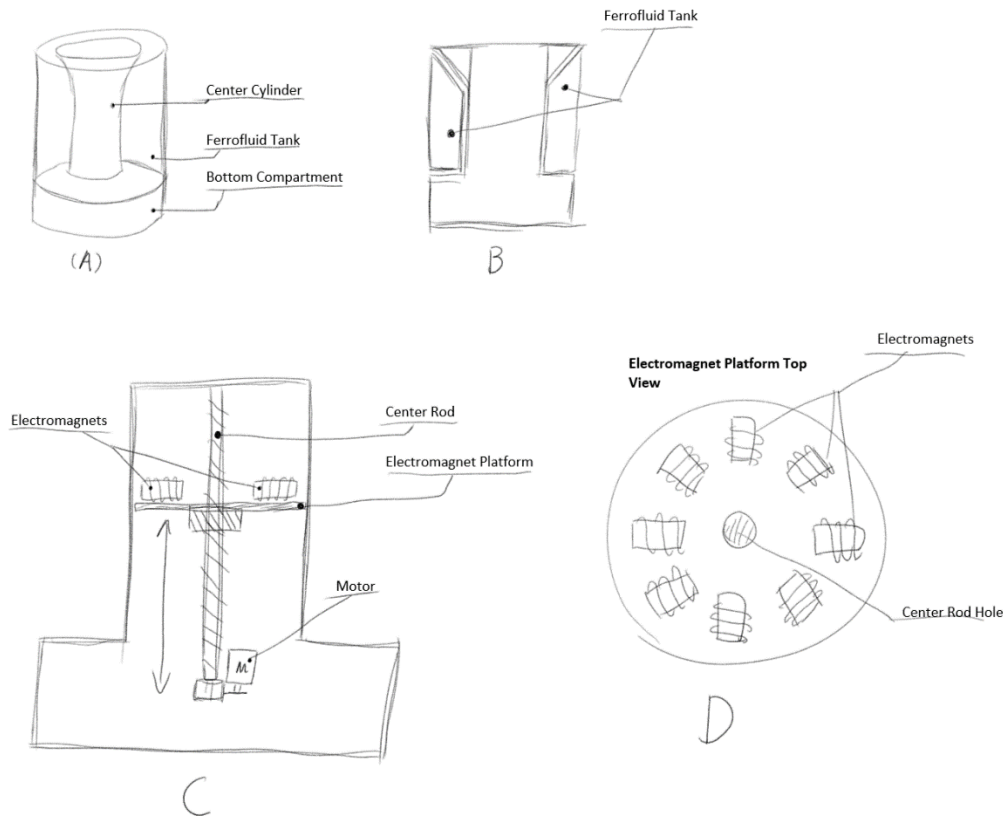 Ferrofluid Tank
Center Cylinder
Ferrofluid Tank
Bottom Compartment
(A)
B
Electromagnets
Center Rod
Electromagnet Platform
Motor
M
C
Electromagnets
Electromagnet Platform Top
View
Center Rod Hole
D